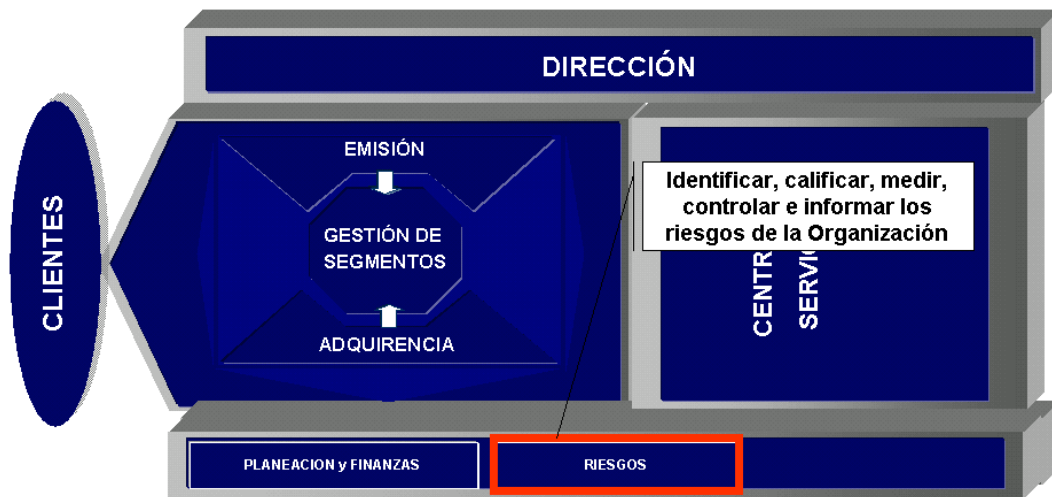 DIRECCIÓN
CLIENTES
EMISIÓN
GESTIÓN DE
SEGMENTOS
ADQUIRENCIA
Identificar, calificar, medir,
controlar e informar los
riesgos de la Organización
PLANEACION y FINANZAS
RIESGOS